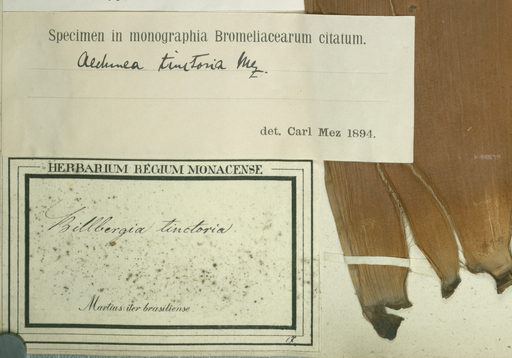 Specimen in monographia Bromeliacearum citatum.
Aechmea tinctoria Mez.
det. Carl Mez 1894.
HERBARIUM REGIUM MONACENSE
Billbergia tinctoria
Martius: iter brasiliense